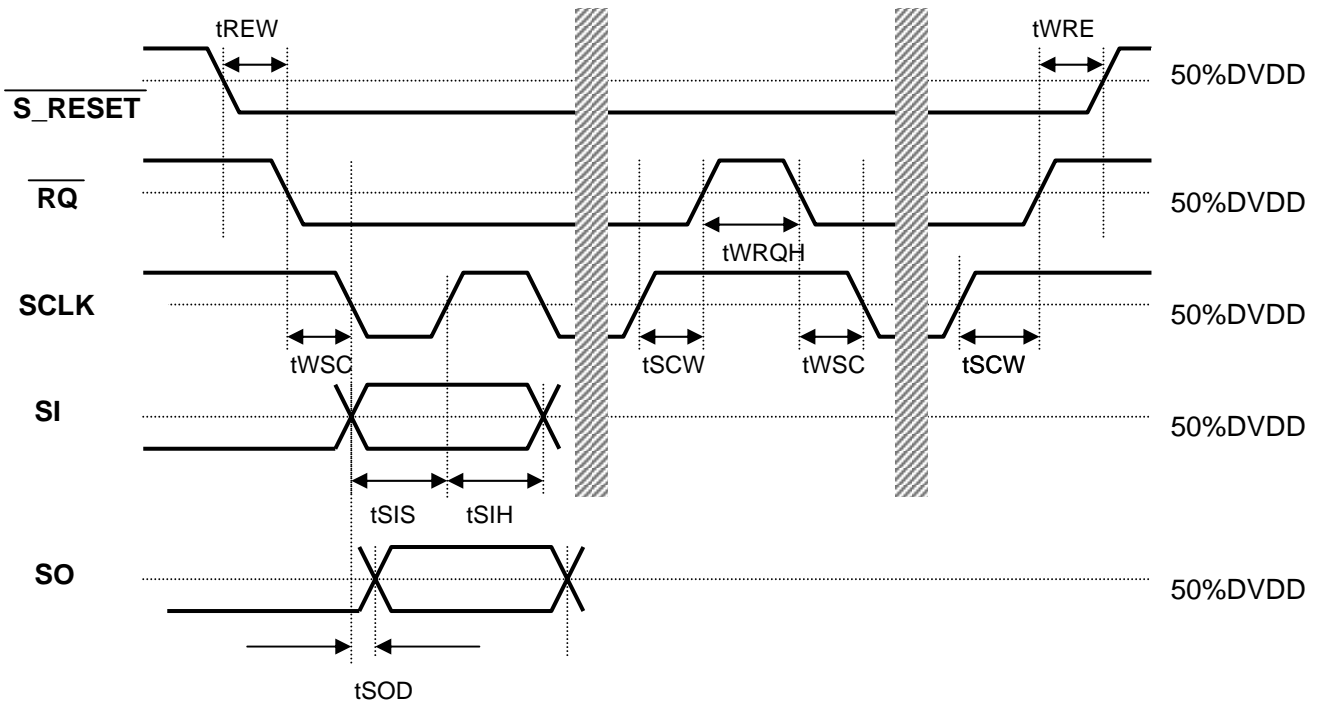 tREW
tWRE
50%DVDD
S_RESET
RQ
50%DVDD
tWRQH
SCLK
50%DVDD
tWSC
tSCW
tWSC
tSCW
SI
50%DVDD
tSIS
tSIH
SO
50%DVDD
tSOD